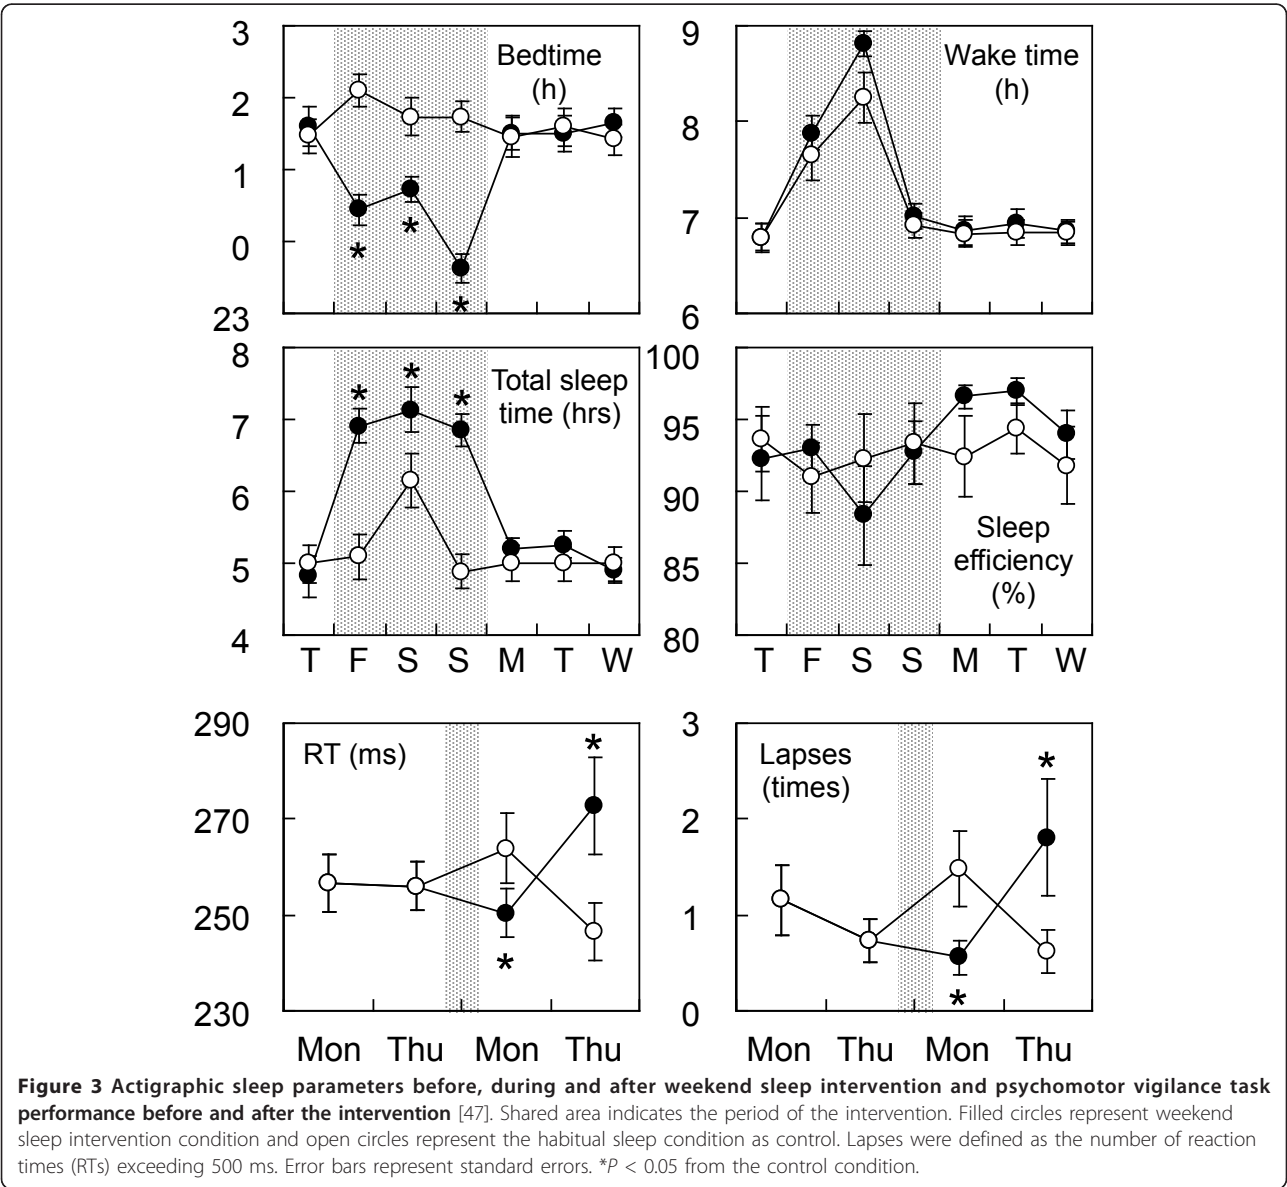 3
2
1
0
23
Bedtime
(h)
*
*
*
9
8
7
6
Wake time
(h)
8
7
6
5
4
Total sleep
time (hrs)
*
*
*
T F S S M T W
100
95
90
85
80
Sleep
efficiency
(%)
T F S S M T W
290
270
250
230
RT (ms)
*
*
Mon Thu Mon Thu
3
2
1
0
Lapses
(times)
*
*
Mon Thu Mon Thu
Figure 3 Actigraphic sleep parameters before, during and after weekend sleep intervention and psychomotor vigilance task
performance before and after the intervention [47]. Shared area indicates the period of the intervention. Filled circles represent weekend
sleep intervention condition and open circles represent the habitual sleep condition as control. Lapses were defined as the number of reaction
times (RTs) exceeding 500 ms. Error bars represent standard errors. *P < 0.05 from the control condition.